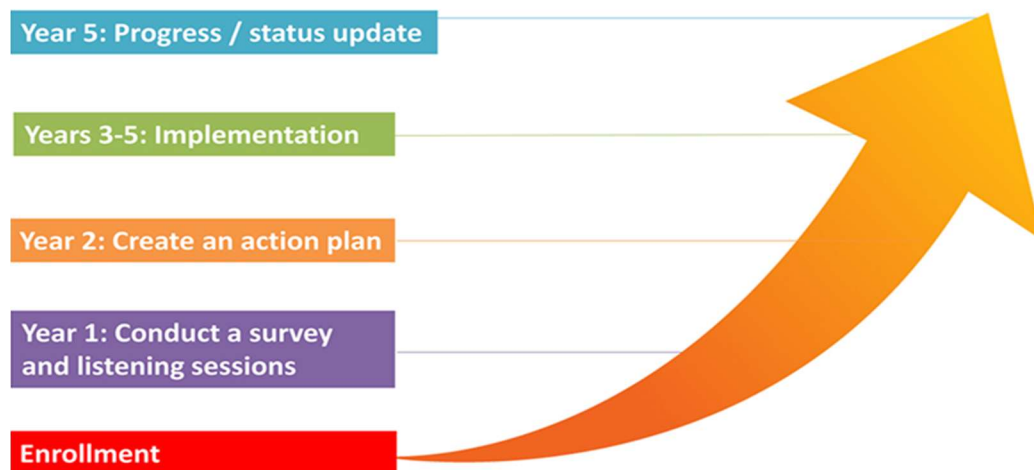 Year 5: Progress / status update
Years 3-5: Implementation
Year 2: Create an action plan
Year 1: Conduct a survey
and listening sessions
Enrollment